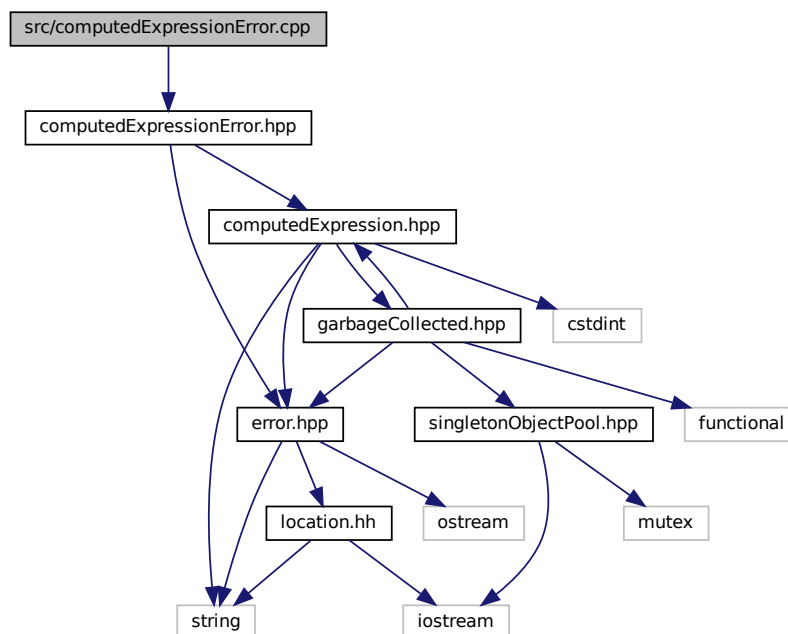 src/computedExpressionError.cpp
computedExpressionError.hpp
computedExpression.hpp
garbageCollected.hpp
cstdint
error.hpp
singletonObjectPool.hpp
functional
location.hh
ostream
mutex
string
iostream